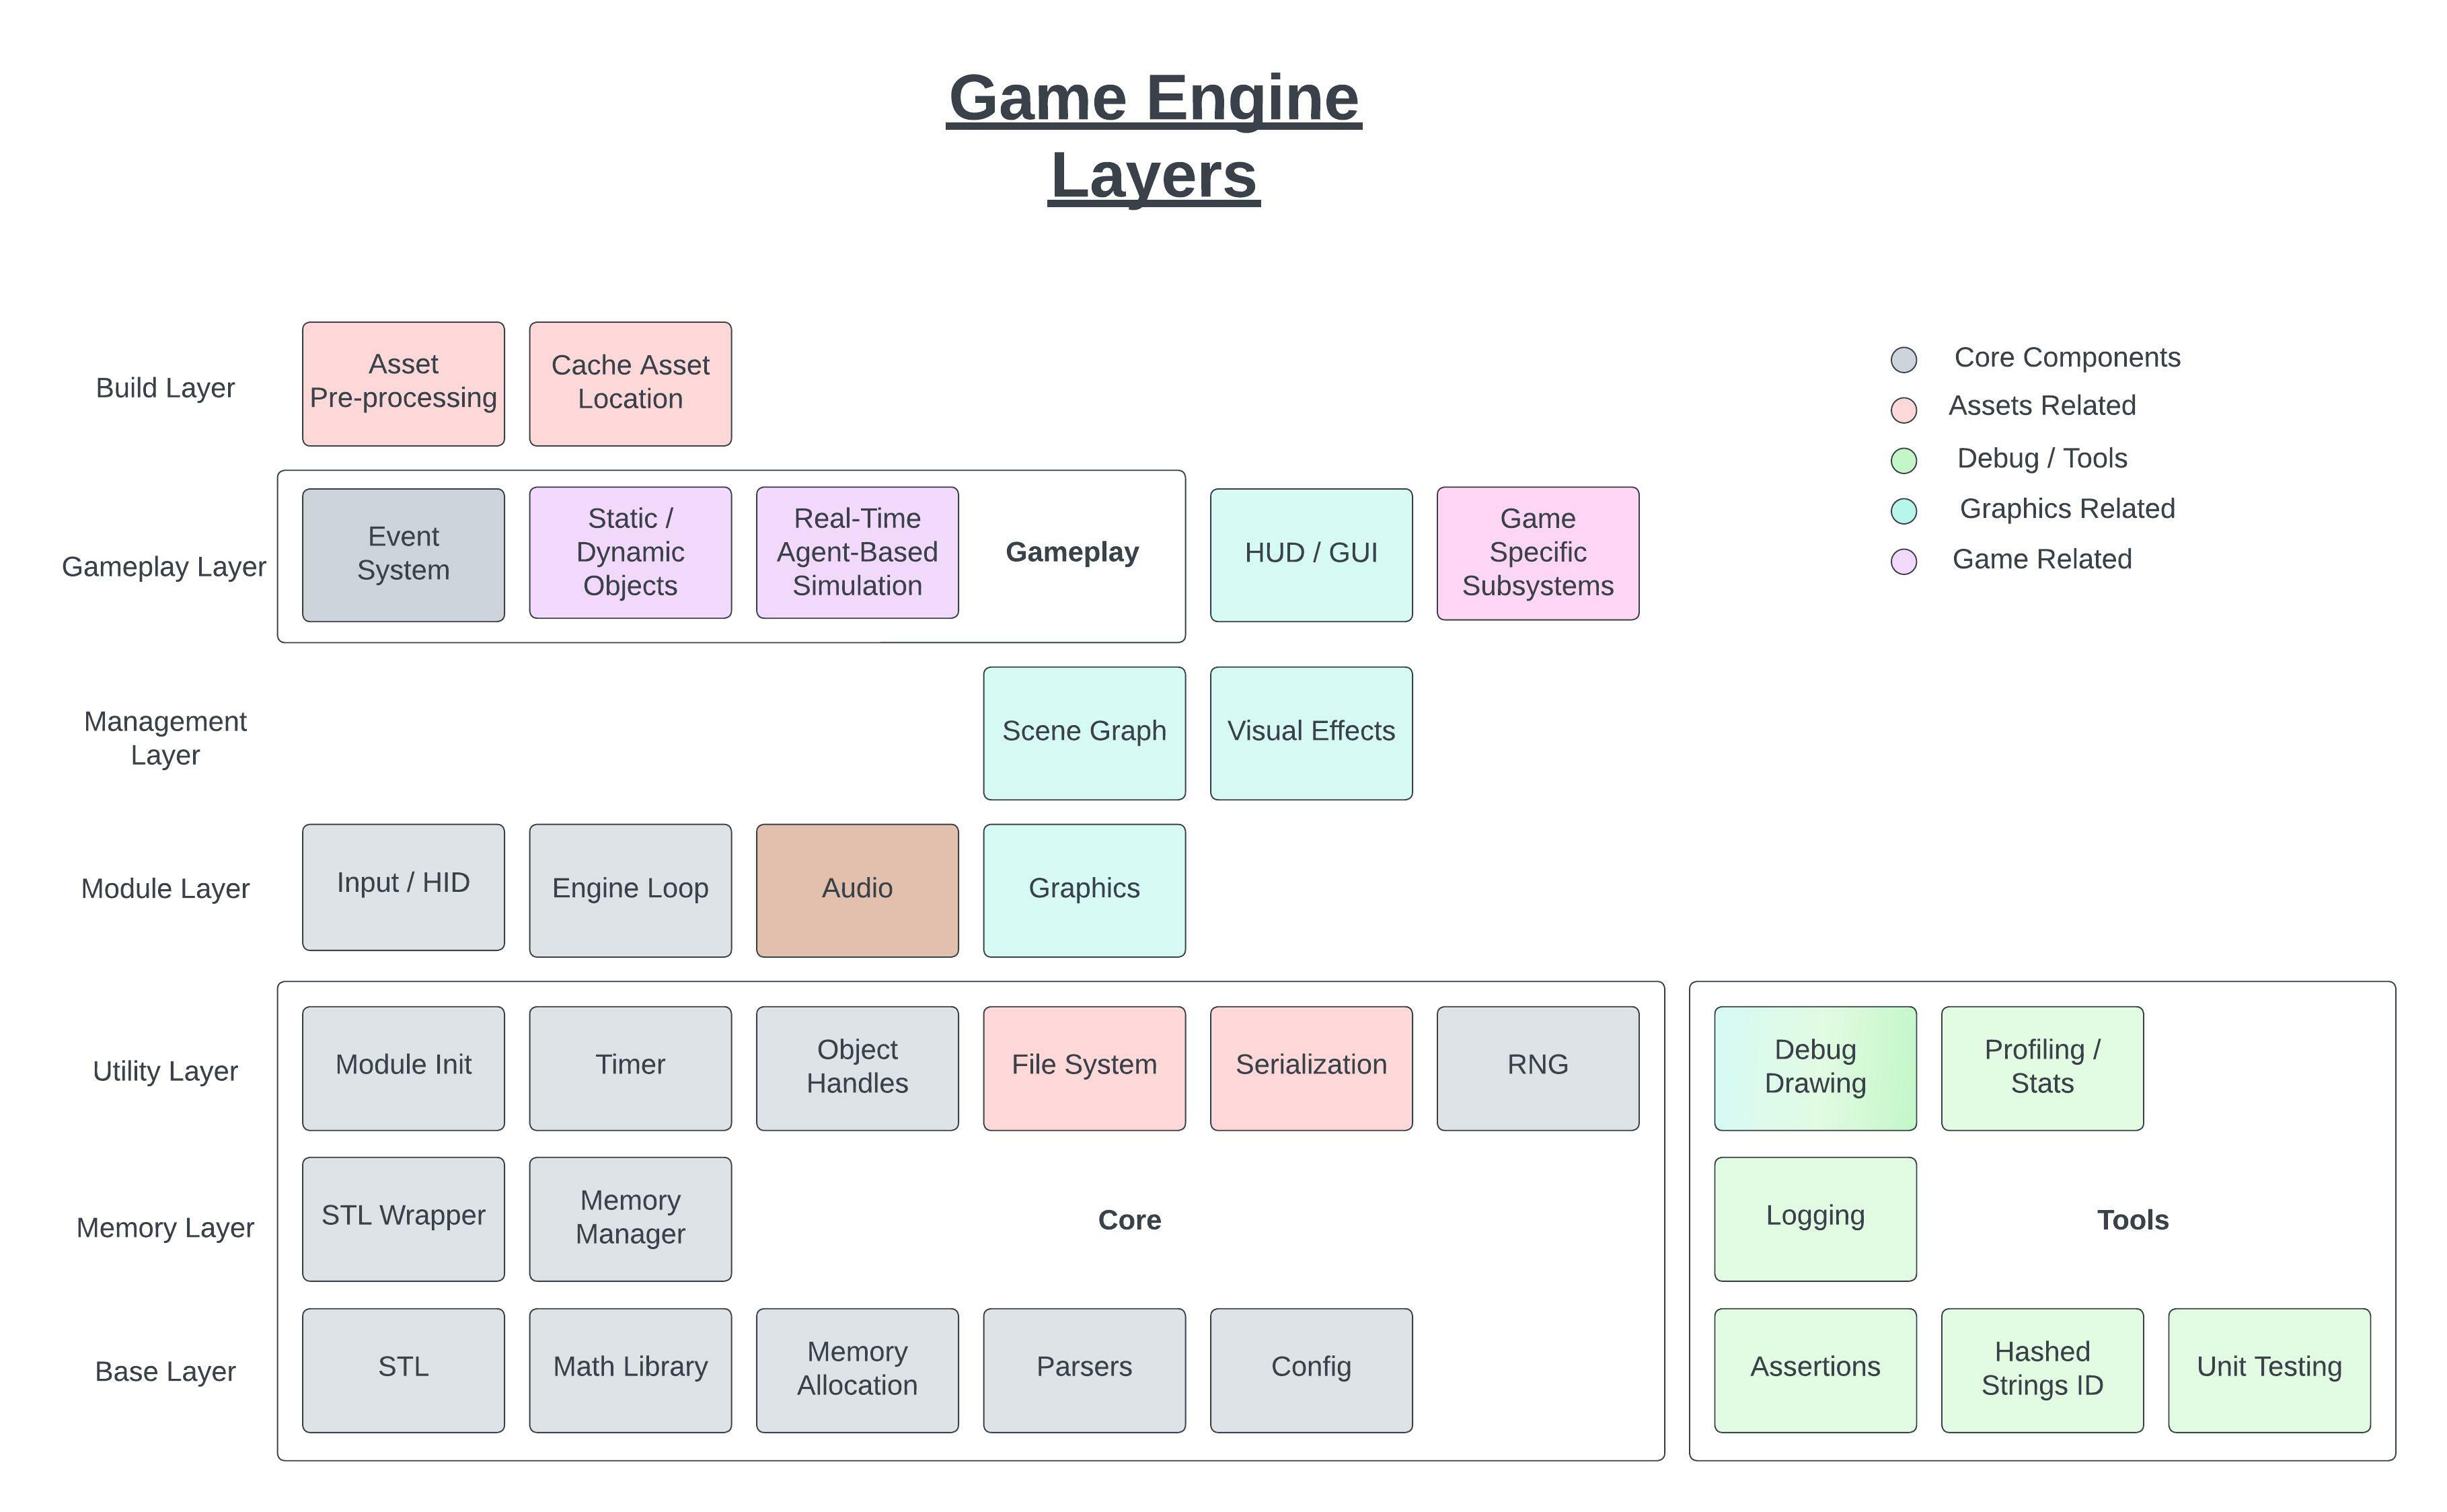 Game Engine
Layers
Build Layer
Asset
Pre-processing
Cache Asset
Location
Core Components
Assets Related
Debug / Tools
Graphics Related
Game Related
Gameplay Layer
Event
System
Static /
Dynamic
Objects
Real-Time
Agent-Based
Simulation
Gameplay
HUD / GUI
Game
Specific
Subsystems
Management
Layer
Scene Graph
Visual Effects
Module Layer
Input / HID
Engine Loop
Audio
Graphics
Utility Layer
Module Init
Timer
Object
Handles
File System
Serialization
RNG
Debug
Drawing
Profiling /
Stats
Memory Layer
STL Wrapper
Memory
Manager
Core
Logging
Tools
Base Layer
STL
Math Library
Memory
Allocation
Parsers
Config
Assertions
Hashed
Strings ID
Unit Testing